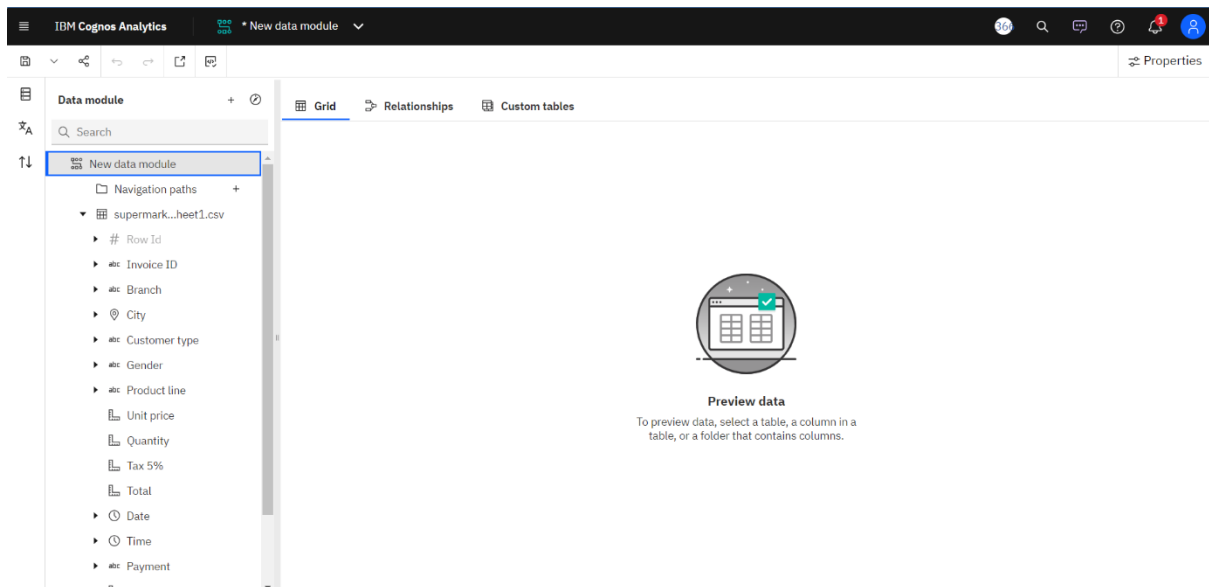 IBM Cognos Analytics
* New data module
366
1
Properties
Data module
Grid
Relationships
Custom tables
Search
New data module
Navigation paths
supermark...heet1.csv
# Row Id
abc Invoice ID
abc Branch
City
abc Customer type
abc Gender
abc Product line
Unit price
Quantity
Tax 5%
Total
Date
Time
abc Payment
Preview data
To preview data, select a table, a column in a
table, or a folder that contains columns.